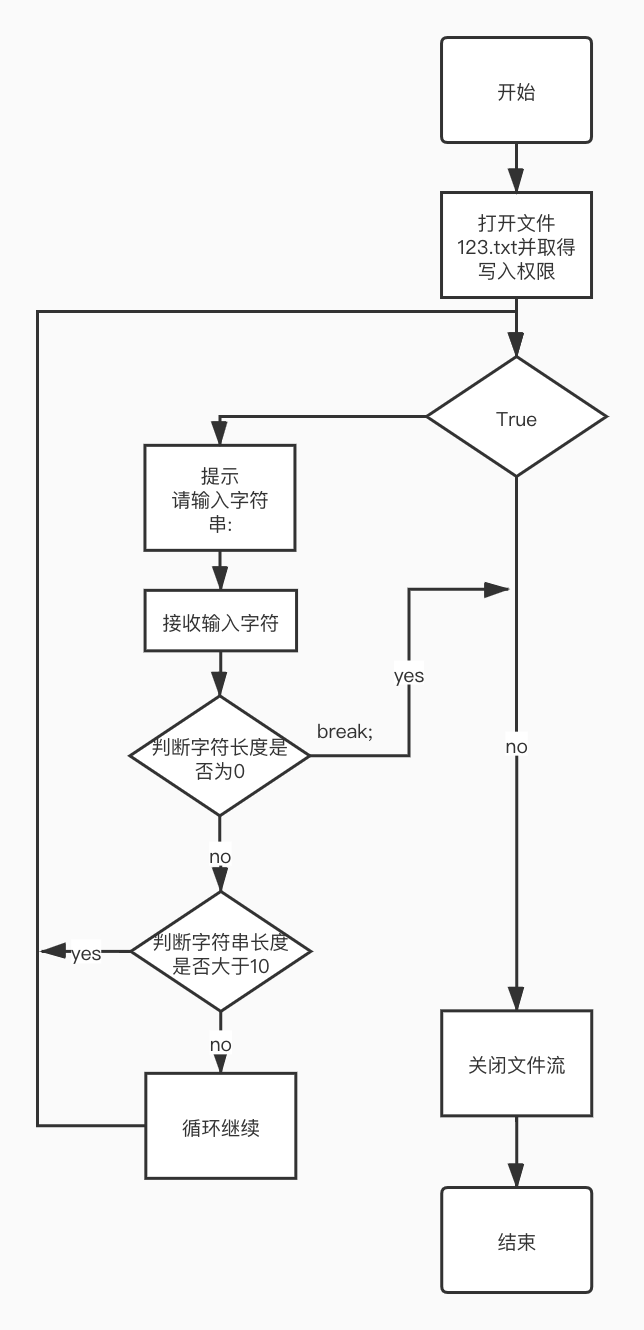 开始
打开文件
123.txt并取得
写入权限
True
提示
请输入字符
串:
接收输入字符
判断字符长度是
否为0
break;
yes
no
no
判断字符串长度
是否大于10
yes
no
循环继续
关闭文件流
结束